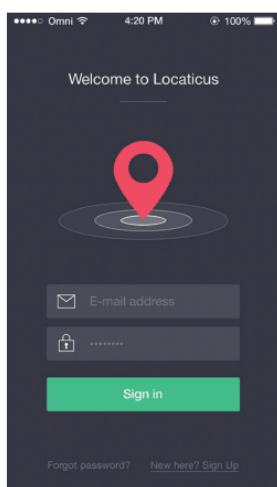 Omni 4:20 PM 100%
Welcome to Locaticus
E-mail address
········
Sign in
Forgot password? New here? Sign Up